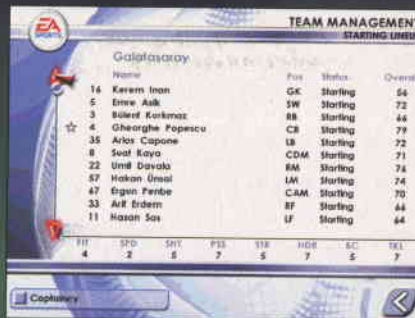 EA SPORTS
TEAM MANAGEMENT
STARTING LINEUP
Galatasaray
Name Pos Status Overall
16 Kerem Inan GK Starting 56
5 Emre Asik SW Starting 72
3 Bülent Korkmaz RB Starting 66
4 Gheorghe Popescu CB Starting 79
35 Arlos Capone LB Starting 72
8 Suat Kaya CDM Starting 71
22 Umit Davala RM Starting 76
57 Hakan Ünsal LM Starting 74
67 Ergun Penbe CAM Starting 70
33 Arif Erdem RF Starting 66
11 Hasan Sas LF Starting 64
FIT SPD SHT PSS STR HDR BC TKL
4 2 5 7 5 7 5 7
Captaincy